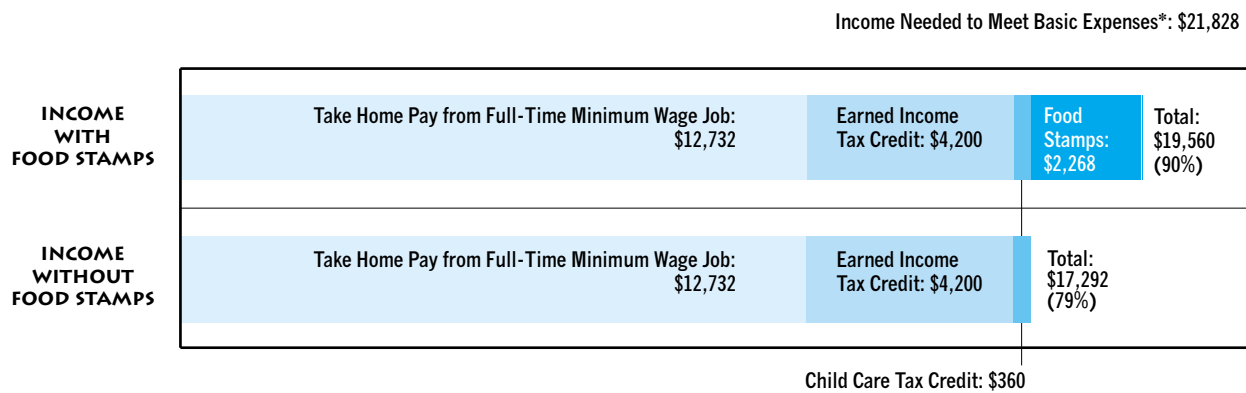 Income Needed to Meet Basic Expenses*: $21,828
INCOME
WITH
FOOD STAMPS
Take Home Pay from Full-Time Minimum Wage Job:
$12,732
Earned Income
Tax Credit: $4,200
Food
Stamps:
$2,268
Total:
$19,560
(90%)
INCOME
WITHOUT
FOOD STAMPS
Take Home Pay from Full-Time Minimum Wage Job:
$12,732
Earned Income
Tax Credit: $4,200
Total:
$17,292
(79%)
Child Care Tax Credit: $360